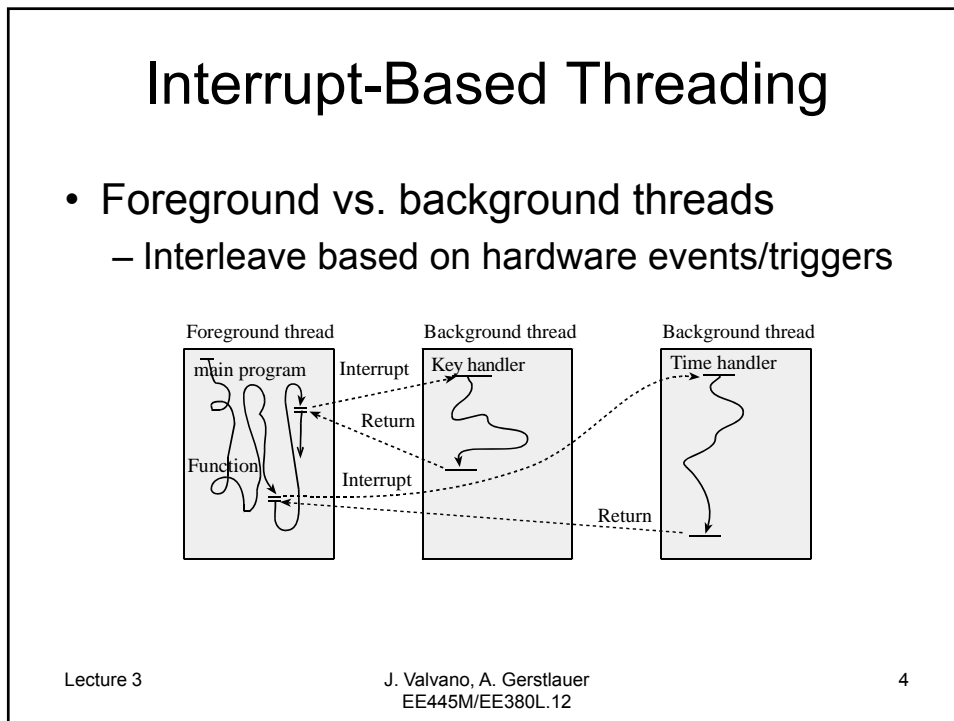 Interrupt-Based Threading
• Foreground vs. background threads
– Interleave based on hardware events/triggers
Foreground thread
Background thread
Background thread
main program
Interrupt
Key handler
Time handler
Return
Function
Interrupt
Return
Lecture 3
J. Valvano, A. Gerstlauer
EE445M/EE380L.12
4